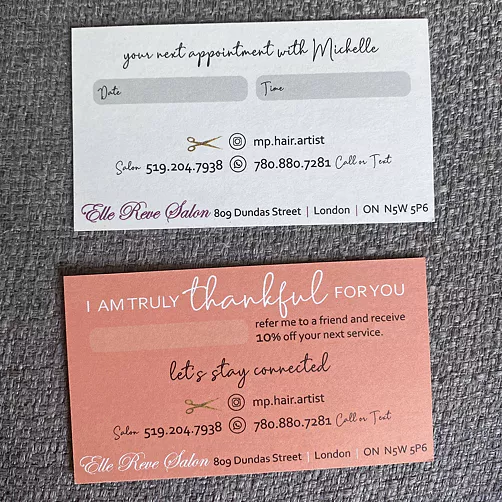 your next appointment with Michelle
Date Time
mp.hair.artist
Salon 519.204.7938 780.880.7281 Call or Text
Elle Reve Salon 809 Dundas Street | London | ON N5W 5P6
I AM TRULY thankful FOR YOU
refer me to a friend and receive
10% off your next service.
let's stay connected
mp.hair.artist
Salon 519.204.7938 780.880.7281 Call or Text
Elle Reve Salon 809 Dundas Street | London | ON N5W 5P6